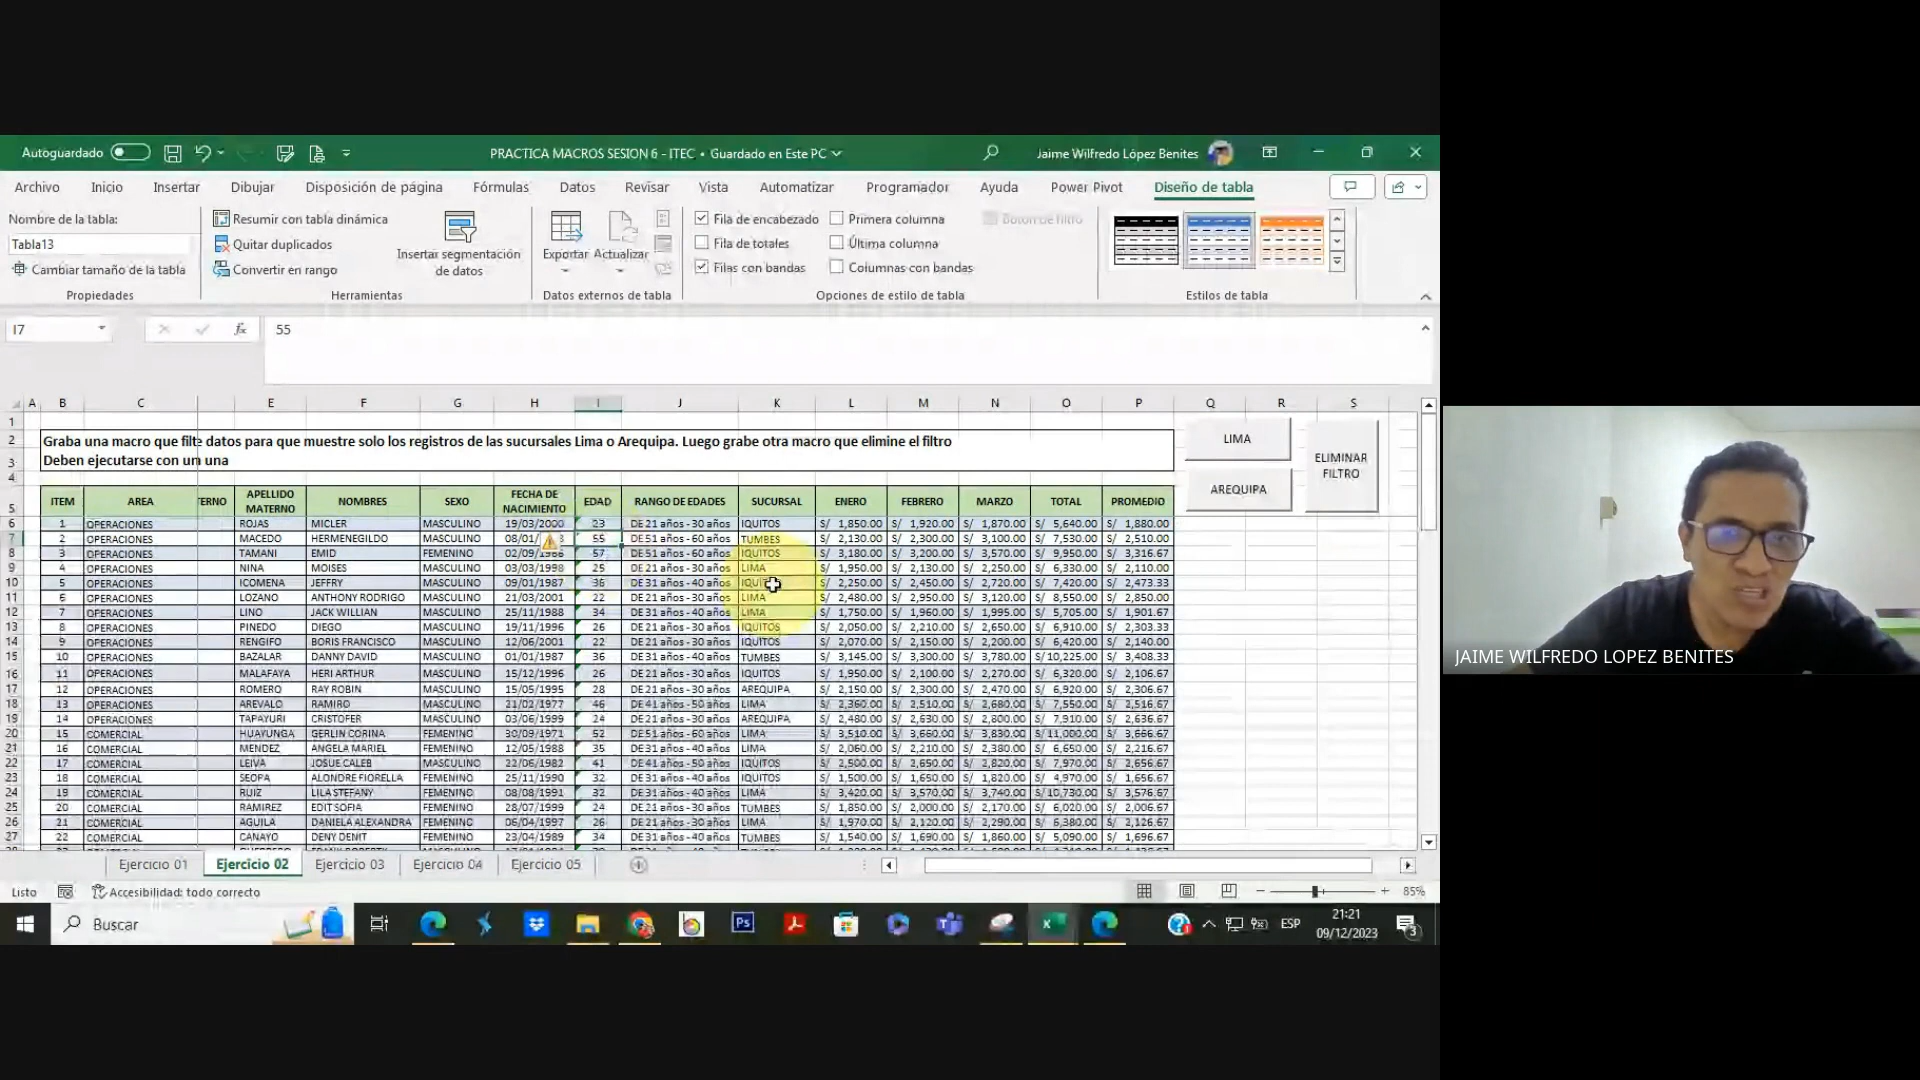 Autoguardado
PRACTICA MACROS SESION 6 - ITEC • Guardado en Este PC
Jaime Wilfredo López Benites
Archivo Inicio Insertar Dibujar Disposición de página Fórmulas Datos Revisar Vista Automatizar Programador Ayuda Power Pivot Diseño de tabla
Nombre de la tabla:
Tabla13
Cambiar tamaño de la tabla
Propiedades
Resumir con tabla dinámica
Quitar duplicados
Convertir en rango
Insertar segmentación
de datos
Herramientas
Exportar Actualizar
Datos externos de tabla
Fila de encabezado Primera columna Botón de filtro
Fila de totales Última columna
Filas con bandas Columnas con bandas
Opciones de estilo de tabla
Estilos de tabla
I7 fx 55
A B C E F G H I J K L M N O P Q R S
1
2 Graba una macro que filtre datos para que muestre solo los registros de las sucursales Lima o Arequipa. Luego grabe otra macro que elimine el filtro
3 Deben ejecutarse con un una
4
LIMA
AREQUIPA
ELIMINAR
FILTRO
5 ITEM AREA TERNO APELLIDO MATERNO NOMBRES SEXO FECHA DE NACIMIENTO EDAD RANGO DE EDADES SUCURSAL ENERO FEBRERO MARZO TOTAL PROMEDIO
6 1 OPERACIONES ROJAS MICLER MASCULINO 19/03/2000 23 DE 21 años - 30 años IQUITOS S/ 1,850.00 S/ 1,920.00 S/ 1,870.00 S/ 5,640.00 S/ 1,880.00
7 2 OPERACIONES MACEDO HERMENEGILDO MASCULINO 08/01/ 55 DE 51 años - 60 años TUMBES S/ 2,130.00 S/ 2,300.00 S/ 3,100.00 S/ 7,530.00 S/ 2,510.00
8 3 OPERACIONES TAMANI EMID FEMENINO 02/09/1966 57 DE 51 años - 60 años IQUITOS S/ 3,180.00 S/ 3,200.00 S/ 3,570.00 S/ 9,950.00 S/ 3,316.67
9 4 OPERACIONES NINA MOISES MASCULINO 03/03/1998 25 DE 21 años - 30 años LIMA S/ 1,950.00 S/ 2,130.00 S/ 2,250.00 S/ 6,330.00 S/ 2,110.00
10 5 OPERACIONES ICOMENA JEFFRY MASCULINO 09/01/1987 36 DE 31 años - 40 años S/ 2,250.00 S/ 2,450.00 S/ 2,720.00 S/ 7,420.00 S/ 2,473.33
11 6 OPERACIONES LOZANO ANTHONY RODRIGO MASCULINO 21/03/2001 22 DE 21 años - 30 años LIMA S/ 2,480.00 S/ 2,950.00 S/ 3,120.00 S/ 8,550.00 S/ 2,850.00
12 7 OPERACIONES LINO JACK WILLIAN MASCULINO 25/11/1988 34 DE 31 años - 40 años LIMA S/ 1,750.00 S/ 1,960.00 S/ 1,995.00 S/ 5,705.00 S/ 1,901.67
13 8 OPERACIONES PINEDO DIEGO MASCULINO 19/11/1996 26 DE 21 años - 30 años IQUITOS S/ 2,050.00 S/ 2,210.00 S/ 2,650.00 S/ 6,910.00 S/ 2,303.33
14 9 OPERACIONES RENGIFO BORIS FRANCISCO MASCULINO 12/06/2001 22 DE 21 años - 30 años IQUITOS S/ 2,070.00 S/ 2,150.00 S/ 2,200.00 S/ 6,420.00 S/ 2,140.00
15 10 OPERACIONES BAZALAR DANNY DAVID MASCULINO 01/01/1987 36 DE 31 años - 40 años TUMBES S/ 3,145.00 S/ 3,300.00 S/ 3,780.00 S/ 10,225.00 S/ 3,408.33
16 11 OPERACIONES MALAFAYA HERI ARTHUR MASCULINO 15/12/1996 26 DE 21 años - 30 años IQUITOS S/ 1,950.00 S/ 2,100.00 S/ 2,270.00 S/ 6,320.00 S/ 2,106.67
17 12 OPERACIONES ROMERO RAY ROBIN MASCULINO 15/05/1995 28 DE 21 años - 30 años AREQUIPA S/ 2,150.00 S/ 2,300.00 S/ 2,470.00 S/ 6,920.00 S/ 2,306.67
18 13 OPERACIONES AREVALO RAMIRO MASCULINO 21/02/1977 46 DE 41 años - 50 años LIMA S/ 2,360.00 S/ 2,510.00 S/ 2,680.00 S/ 7,550.00 S/ 2,516.67
19 14 OPERACIONES TAPAYURI CRISTOFER MASCULINO 03/06/1999 24 DE 21 años - 30 años AREQUIPA S/ 2,480.00 S/ 2,630.00 S/ 2,800.00 S/ 7,910.00 S/ 2,636.67
20 15 COMERCIAL HUAYUNGA GERLIN CORINA FEMENINO 30/09/1971 52 DE 51 años - 60 años LIMA S/ 3,510.00 S/ 3,660.00 S/ 3,830.00 S/ 11,000.00 S/ 3,666.67
21 16 COMERCIAL MENDEZ ANGELA MARIEL FEMENINO 12/05/1988 35 DE 31 años - 40 años LIMA S/ 2,060.00 S/ 2,210.00 S/ 2,380.00 S/ 6,650.00 S/ 2,216.67
22 17 COMERCIAL LEIVA JOSUE CALEB MASCULINO 22/06/1982 41 DE 41 años - 50 años IQUITOS S/ 2,500.00 S/ 2,650.00 S/ 2,820.00 S/ 7,970.00 S/ 2,656.67
23 18 COMERCIAL SEOPA ALONDRE FIORELLA FEMENINO 25/11/1990 32 DE 31 años - 40 años IQUITOS S/ 1,500.00 S/ 1,650.00 S/ 1,820.00 S/ 4,970.00 S/ 1,656.67
24 19 COMERCIAL RUIZ LILA STEFANY FEMENINO 08/08/1991 32 DE 31 años - 40 años LIMA S/ 3,420.00 S/ 3,570.00 S/ 3,740.00 S/ 10,730.00 S/ 3,576.67
25 20 COMERCIAL RAMIREZ EDIT SOFIA FEMENINO 28/07/1999 24 DE 21 años - 30 años TUMBES S/ 1,850.00 S/ 2,000.00 S/ 2,170.00 S/ 6,020.00 S/ 2,006.67
26 21 COMERCIAL AGUILA DANIELA ALEXANDRA FEMENINO 06/04/1997 26 DE 21 años - 30 años LIMA S/ 1,970.00 S/ 2,120.00 S/ 2,290.00 S/ 6,380.00 S/ 2,126.67
27 22 COMERCIAL CANAYO DENY DENIT FEMENINO 23/04/1989 34 DE 31 años - 40 años TUMBES S/ 1,540.00 S/ 1,690.00 S/ 1,860.00 S/ 5,090.00 S/ 1,696.67
Ejercicio 01 Ejercicio 02 Ejercicio 03 Ejercicio 04 Ejercicio 05
Listo Accesibilidad: todo correcto 85%
Buscar Ps ESP 21:21
09/12/2023 3
JAIME WILFREDO LOPEZ BENITES